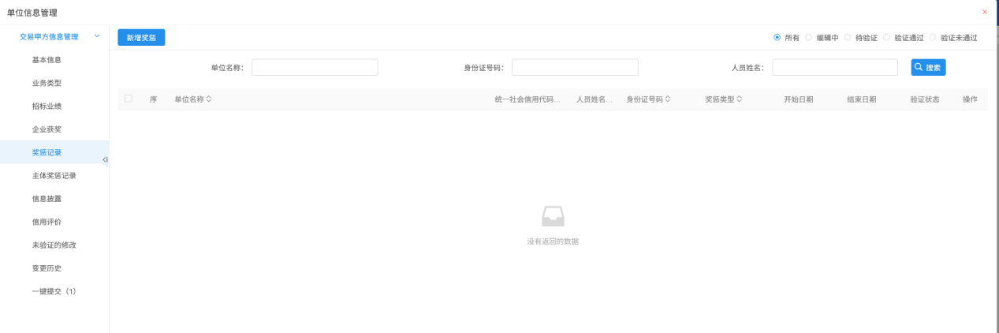 单位信息管理
×
交易甲方信息管理
基本信息
业务类型
招标业绩
企业获奖
奖惩记录
主体奖惩记录
信息披露
信用评价
未验证的修改
变更历史
一键提交（1）
新增奖惩
所有 编辑中 待验证 验证通过 验证未通过
单位名称： 身份证号码： 人员姓名： 搜索
序 单位名称 统一社会信用代码... 人员姓名... 身份证号码 奖惩类型 开始日期 结束日期 验证状态 操作
没有返回的数据